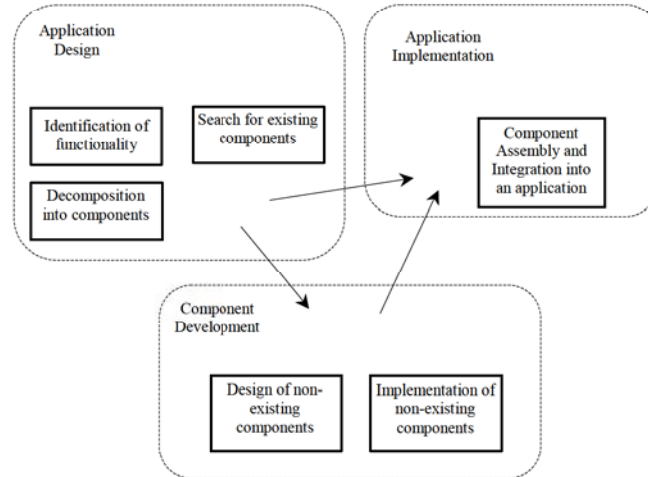 Application
Design
Identification of
functionality
Search for existing
components
Decomposition
into components
Application
Implementation
Component
Assembly and
Integration into
an application
Component
Development
Design of non-
existing
components
Implementation of
non-existing
components